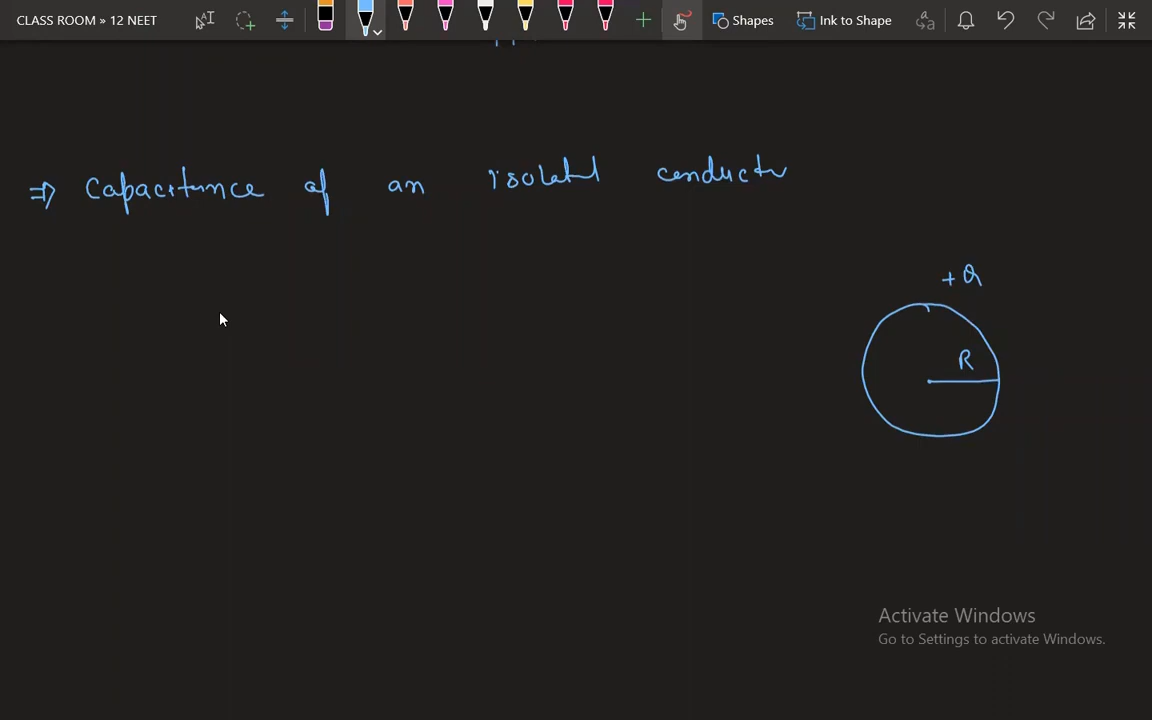 CLASS ROOM » 12 NEET
Shapes
Ink to Shape
⇒ Capacitance of an isolated conductr
+Q
R
Activate Windows
Go to Settings to activate Windows.